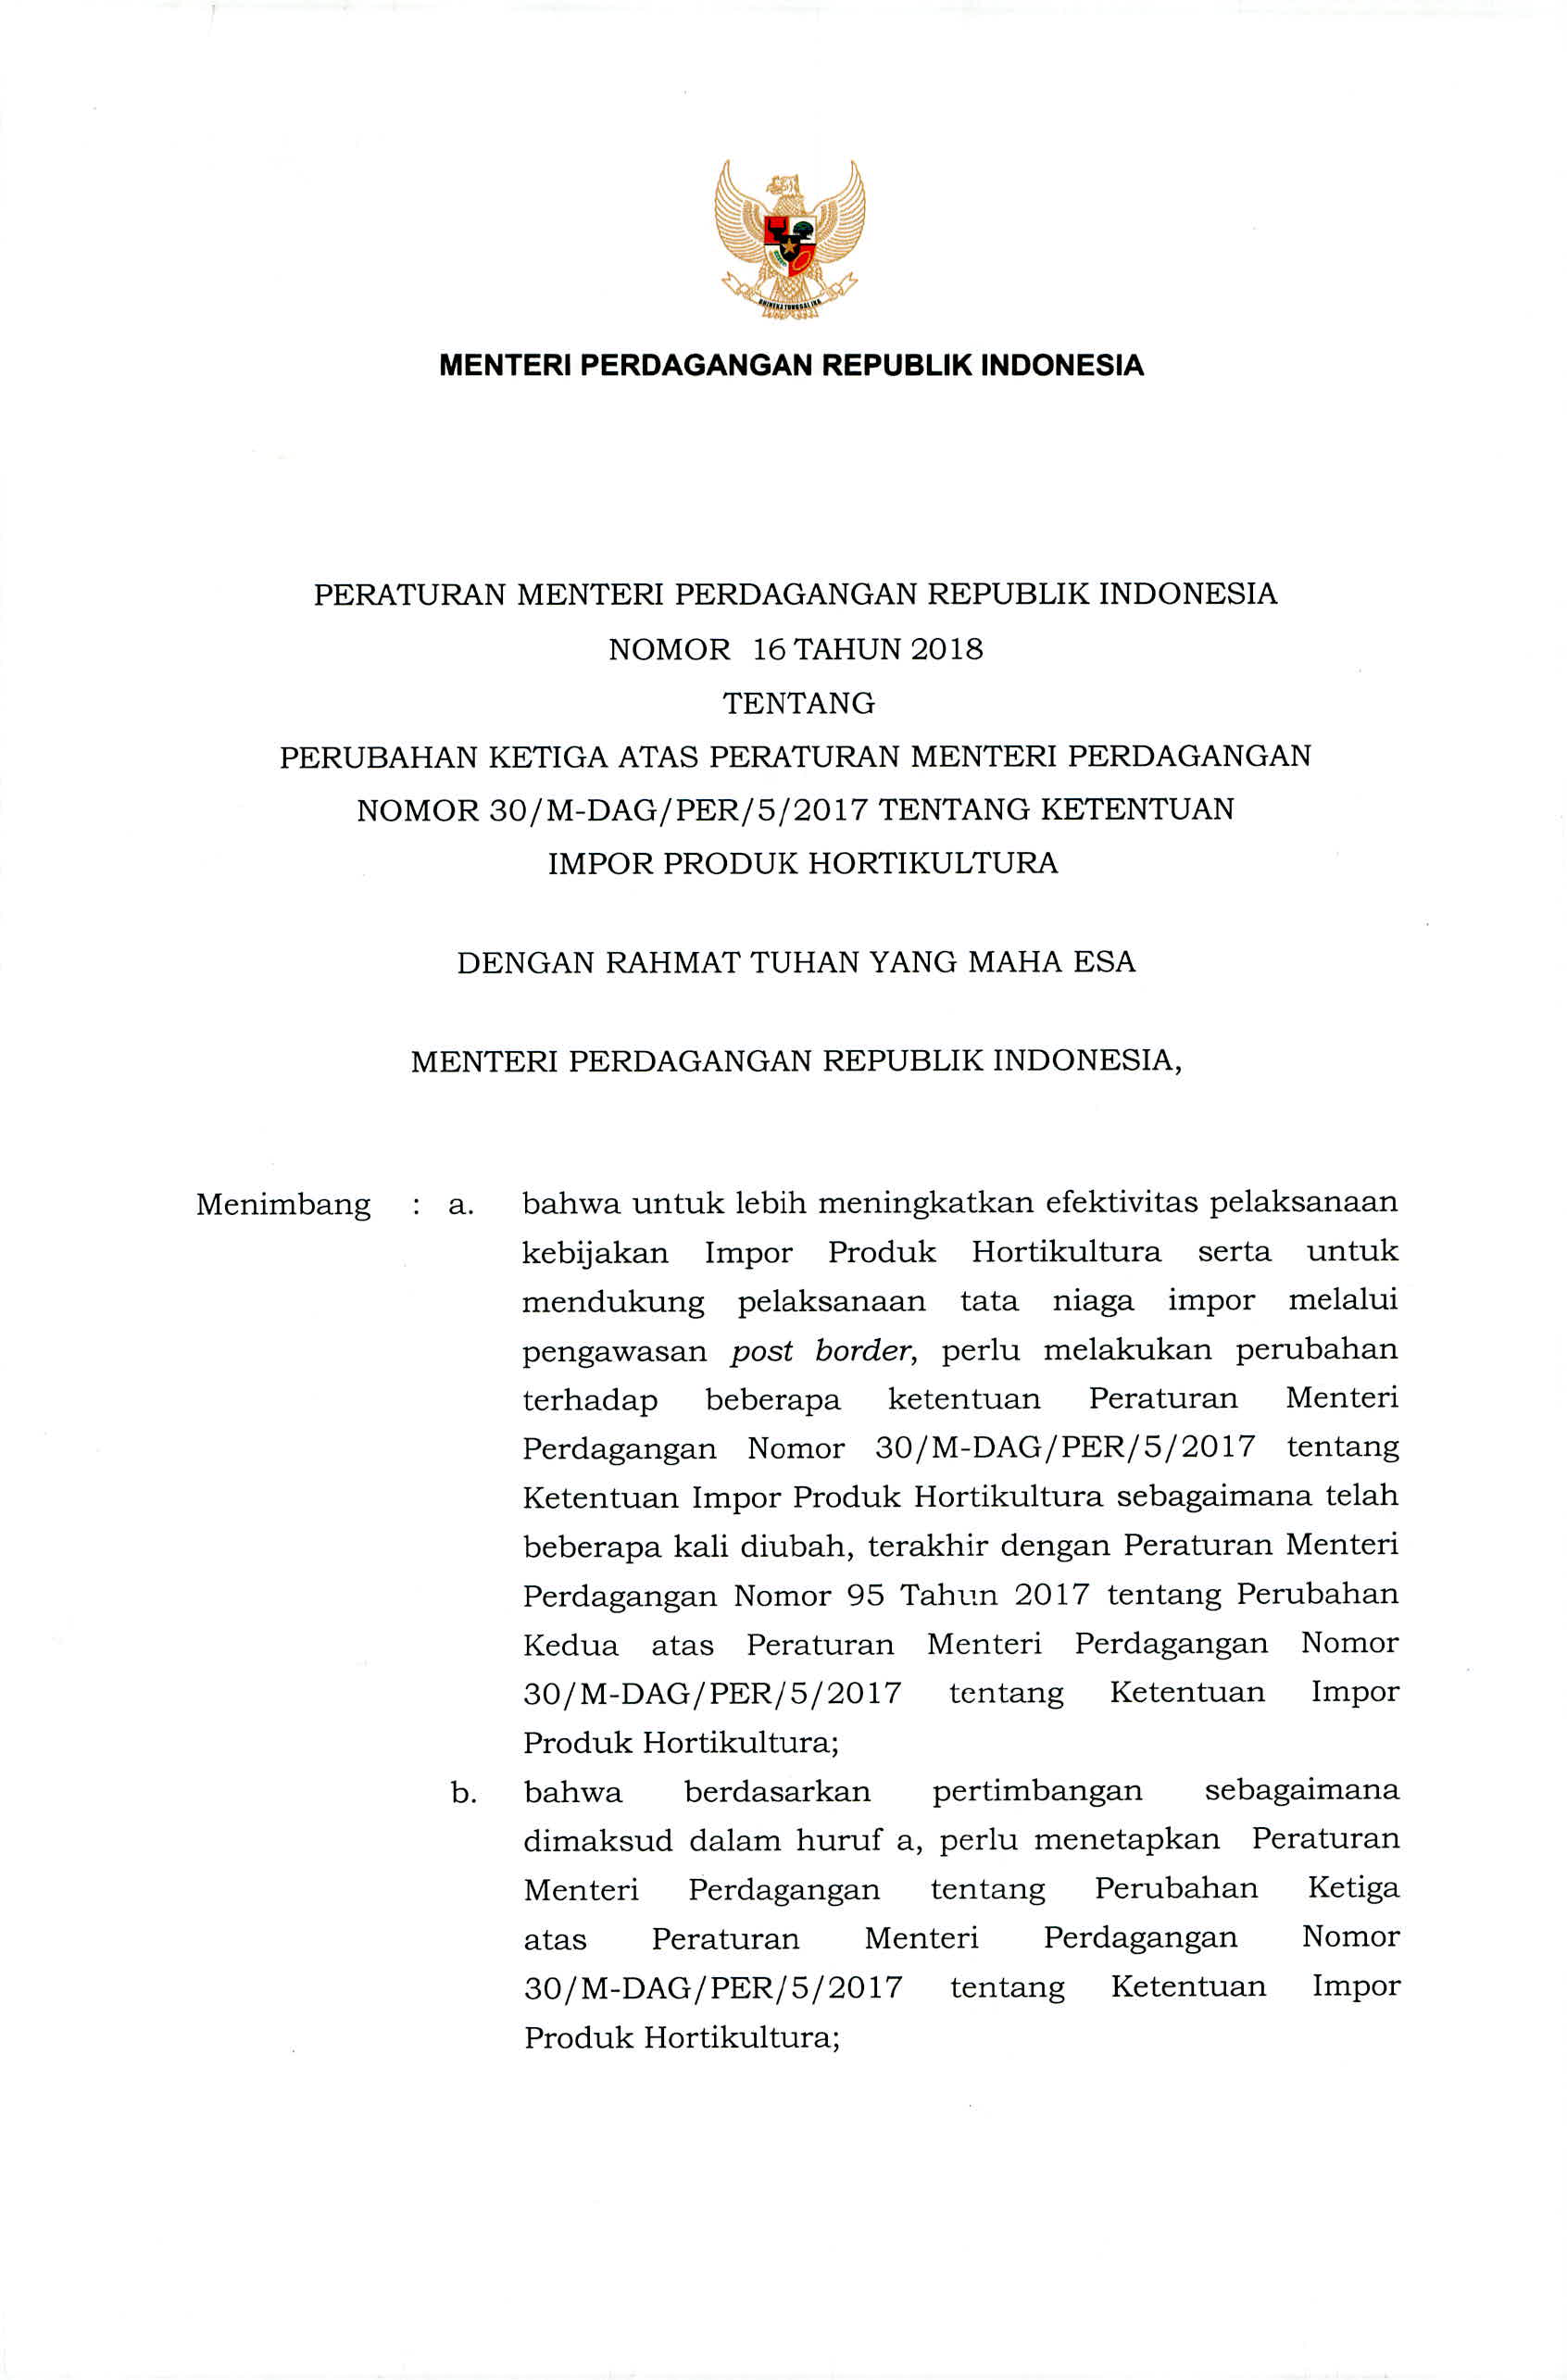 BHINNEKA TUNGGAL IKA
MENTERI PERDAGANGAN REPUBLIK INDONESIA
PERATURAN MENTERI PERDAGANGAN REPUBLIK INDONESIA
NOMOR 16 TAHUN 2018
TENTANG
PERUBAHAN KETIGA ATAS PERATURAN MENTERI PERDAGANGAN
NOMOR 30/M-DAG/PER/5/2017 TENTANG KETENTUAN
IMPOR PRODUK HORTIKULTURA
DENGAN RAHMAT TUHAN YANG MAHA ESA
MENTERI PERDAGANGAN REPUBLIK INDONESIA,
Menimbang : a. bahwa untuk lebih meningkatkan efektivitas pelaksanaan
kebijakan Impor Produk Hortikultura serta untuk
mendukung pelaksanaan tata niaga impor melalui
pengawasan post border, perlu melakukan perubahan
terhadap beberapa ketentuan Peraturan Menteri
Perdagangan Nomor 30/M-DAG/PER/5/2017 tentang
Ketentuan Impor Produk Hortikultura sebagaimana telah
beberapa kali diubah, terakhir dengan Peraturan Menteri
Perdagangan Nomor 95 Tahun 2017 tentang Perubahan
Kedua atas Peraturan Menteri Perdagangan Nomor
30/M-DAG/PER/5/2017 tentang Ketentuan Impor
Produk Hortikultura;
b. bahwa berdasarkan pertimbangan sebagaimana
dimaksud dalam huruf a, perlu menetapkan Peraturan
Menteri Perdagangan tentang Perubahan Ketiga
atas Peraturan Menteri Perdagangan Nomor
30/M-DAG/PER/5/2017 tentang Ketentuan Impor
Produk Hortikultura;